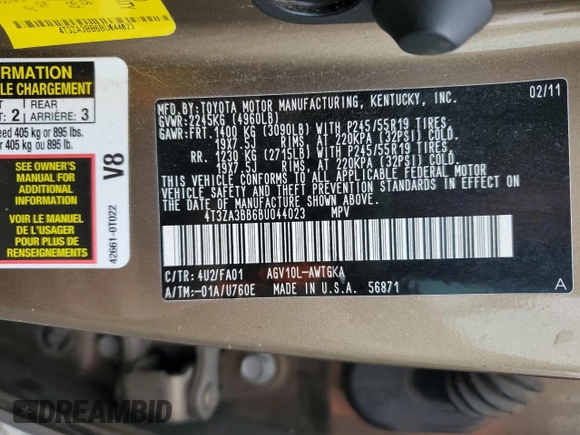 4T3ZA3BB6BU044023
02/11
MFD.BY:TOYOTA MOTOR MANUFACTURING, KENTUCKY, INC.
GVWR:2245KG (4960LB)
GAWR:FRT.1400 KG (3090LB) WITH P245/55R19 TIRES,
19X7.5J RIMS, AT 220KPA (32PSI) COLD.
RR. 1230 KG (2715LB) WITH P245/55R19 TIRES,
19X7.5J RIMS, AT 220KPA (32PSI) COLD.
THIS VEHICLE CONFORMS TO ALL APPLICABLE FEDERAL MOTOR
VEHICLE SAFETY AND THEFT PREVENTION STANDARDS IN EFFECT ON
THE DATE OF MANUFACTURE SHOWN ABOVE.
4T3ZA3BB6BU044023 MPV
C/TR: 4U2/FA01 AGV10L-AWTGKA
A/TM:-01A/U760E MADE IN U.S.A. 56871
A
RMATION
LE CHARGEMENT
T: 2 REAR
ARRIÈRE: 3
eed 405 kg or 895 lbs.
r 405 kg ou 895 lb.
SEE OWNER'S
MANUAL FOR
ADDITIONAL
INFORMATION
VOIR LE MANUEL
DE L'USAGER
POUR PLUS DE
RENSEIGNEMENTS
V8
42661-0T022
DREAMBID